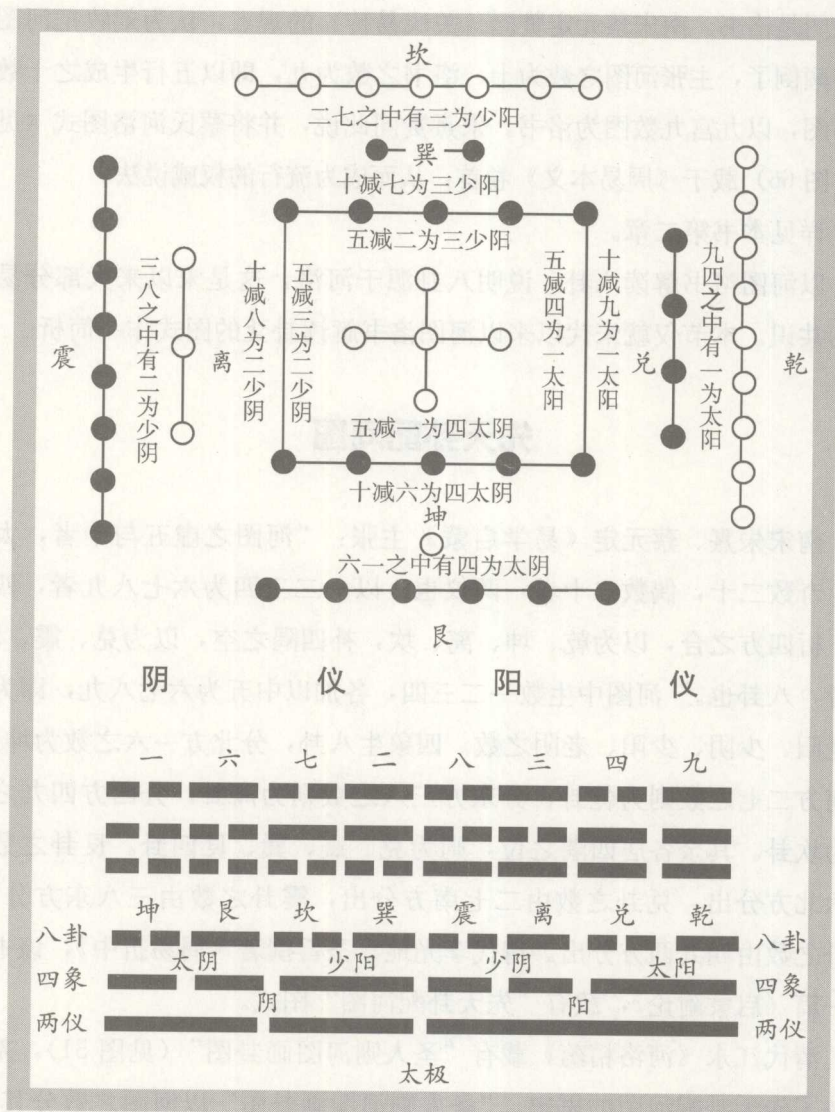 坎
二七之中有三为少阳
巽
十减七为三少阳
五减二为三少阳
震
三八之中有二为少阴
离
十减八为二少阴
五减三为二少阴
五减四为一太阳
十减九为一太阳
兑
九四之中有一为太阳
乾
五减一为四太阴
十减六为四太阴
坤
六一之中有四为太阴
艮
阴 仪 阳 仪
一 六 七 二 八 三 四 九
坤 艮 坎 巽 震 离 兑 乾
八卦 八卦
太阴 少阳 少阴 太阳
四象 四象
阴 阳
两仪 两仪
太极